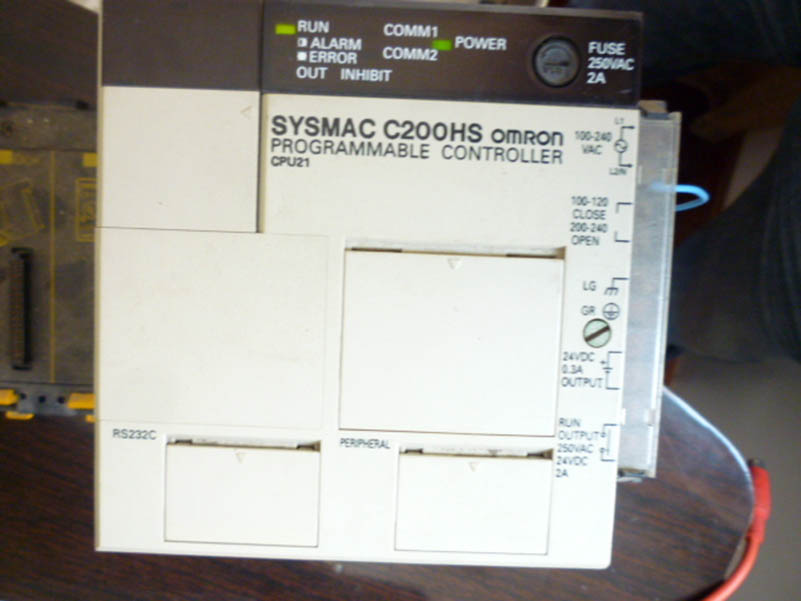 RUN
ALARM
ERROR
OUT INHIBIT
COMM1
COMM2
POWER
FUSE
250VAC
2A
SYSMAC C200HS OMRON
PROGRAMMABLE CONTROLLER
CPU21
L1
100-240
VAC
L2/N
100-120
CLOSE
200-240
OPEN
LG
GR
24VDC
0.3A
OUTPUT
+
RS232C
PERIPHERAL
RUN
OUTPUT
250VAC
24VDC
2A